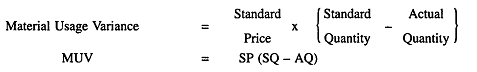 Material Usage Variance = Standard Price x { Standard Quantity – Actual Quantity }
MUV = SP (SQ – AQ)